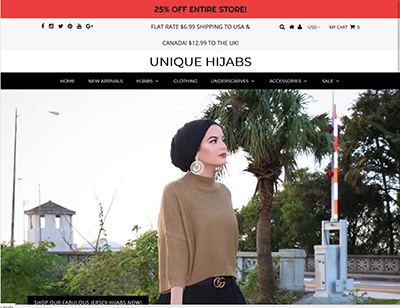 25% OFF ENTIRE STORE!
FLAT RATE $6.99 SHIPPING TO USA &
USD
MY CART
0
CANADA! $12.99 TO THE UK!
UNIQUE HIJABS
HOME NEW ARRIVALS HIJABS CLOTHING UNDERSCARVES ACCESSORIES SALE
SHOP OUR FABULOUS JERSEY HIJABS NOW!